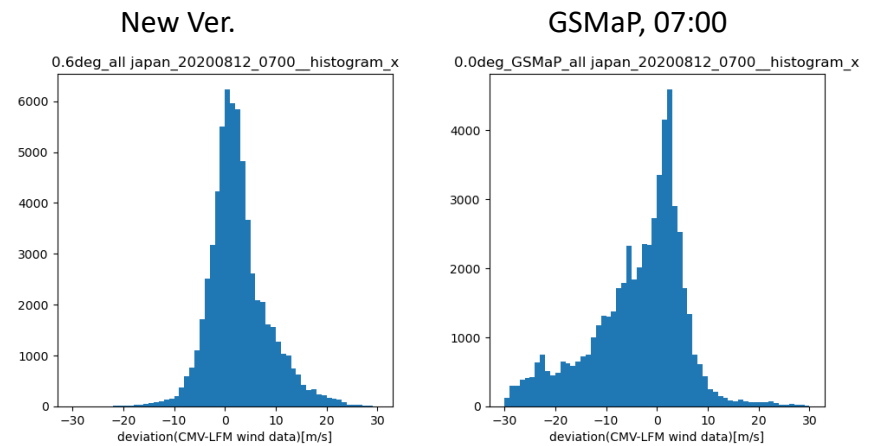 New Ver.
GSMaP, 07:00
0.6deg_all japan_20200812_0700__histogram_x
6000
5000
4000
3000
2000
1000
0
−30 −20 −10 0 10 20 30
deviation(CMV-LFM wind data)[m/s]
0.0deg_GSMaP_all japan_20200812_0700__histogram_x
4000
3000
2000
1000
0
−30 −20 −10 0 10 20 30
deviation(CMV-LFM wind data)[m/s]